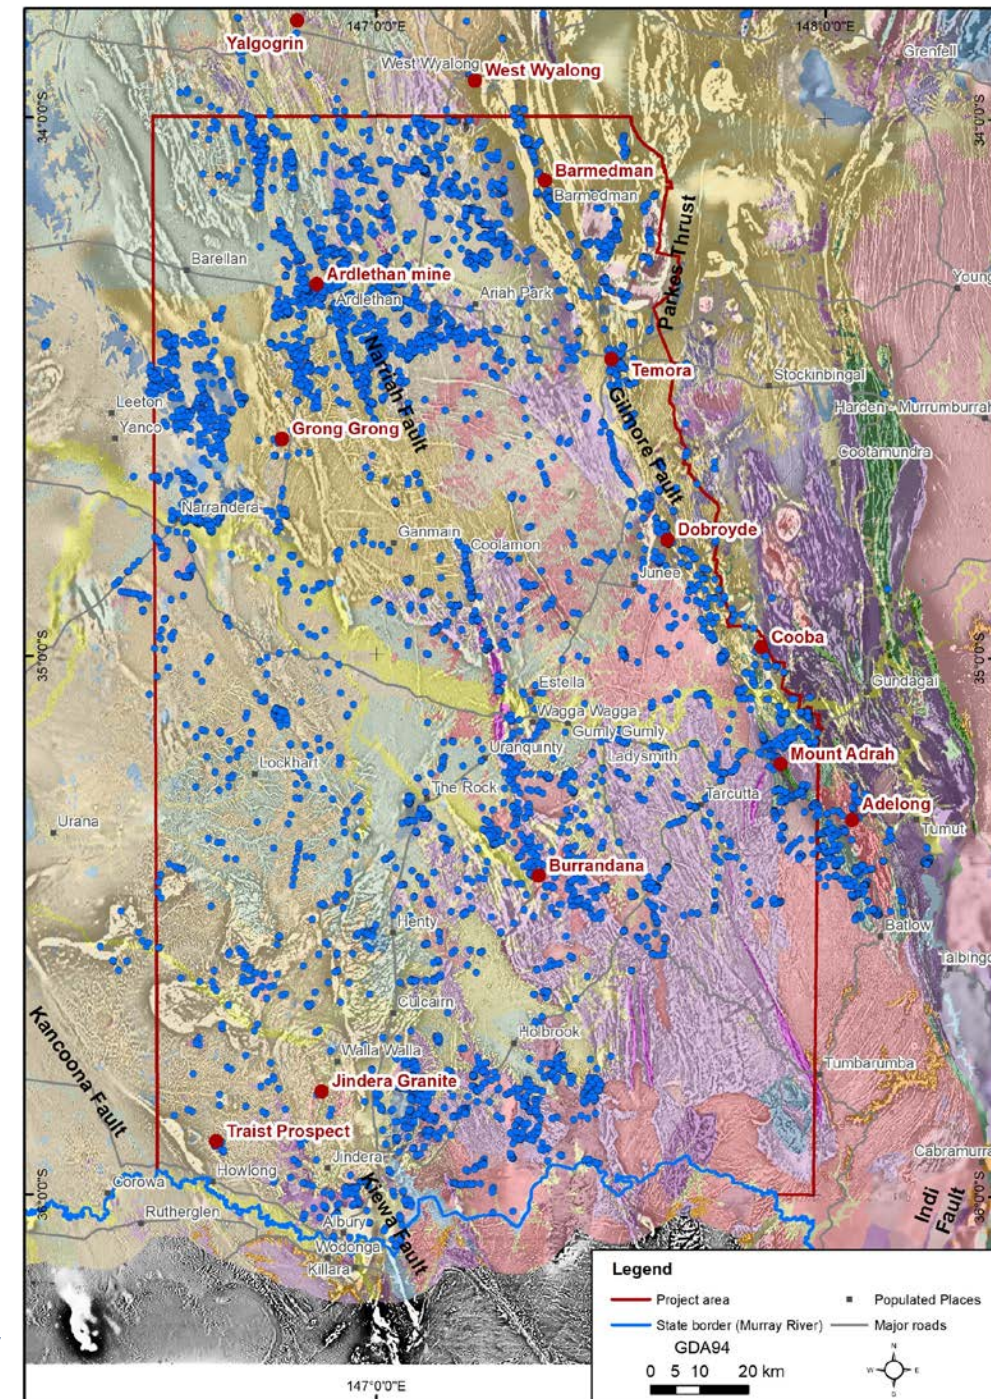 147°0'0"E
148°0'0"E
Yalgogrin
West Wyalong
West Wyalong
Grenfell
34°0'0"S
34°0'0"S
Barmedman
Barmedman
Parkes Thrust
Barellan
Ardlethan mine
Ardlethan
Ariah Park
Young
Temora
Stockinbingal
Narriah Fault
Gilmore Fault
Leeton
Yanco
Harden - Murrumburrah
Grong Grong
Cootamundra
Narrandera
Ganmain
Coolamon
Dobroyde
Junee
35°0'0"S
35°0'0"S
Cooba
Estella
Gundagai
Wagga Wagga
Gumly Gumly
Uranquinty
Ladysmith
Mount Adrah
Lockhart
The Rock
Tarcutta
Adelong
Urana
Tumut
Burrandana
Henty
Batlow
Talbingo
Culcairn
Kancoona Fault
Holbrook
Walla Walla
Tumbarumba
Jindera Granite
Traist Prospect
Cabramurra
Jindera
Howlong
Corowa
Kiewa Fault
Indi Fault
36°0'0"S
36°0'0"S
Rutherglen
Albury
Wodonga
Killara
Legend
Project area
Populated Places
State border (Murray River)
Major roads
GDA94
0 5 10 20 km
N
W
E
S
147°0'0"E